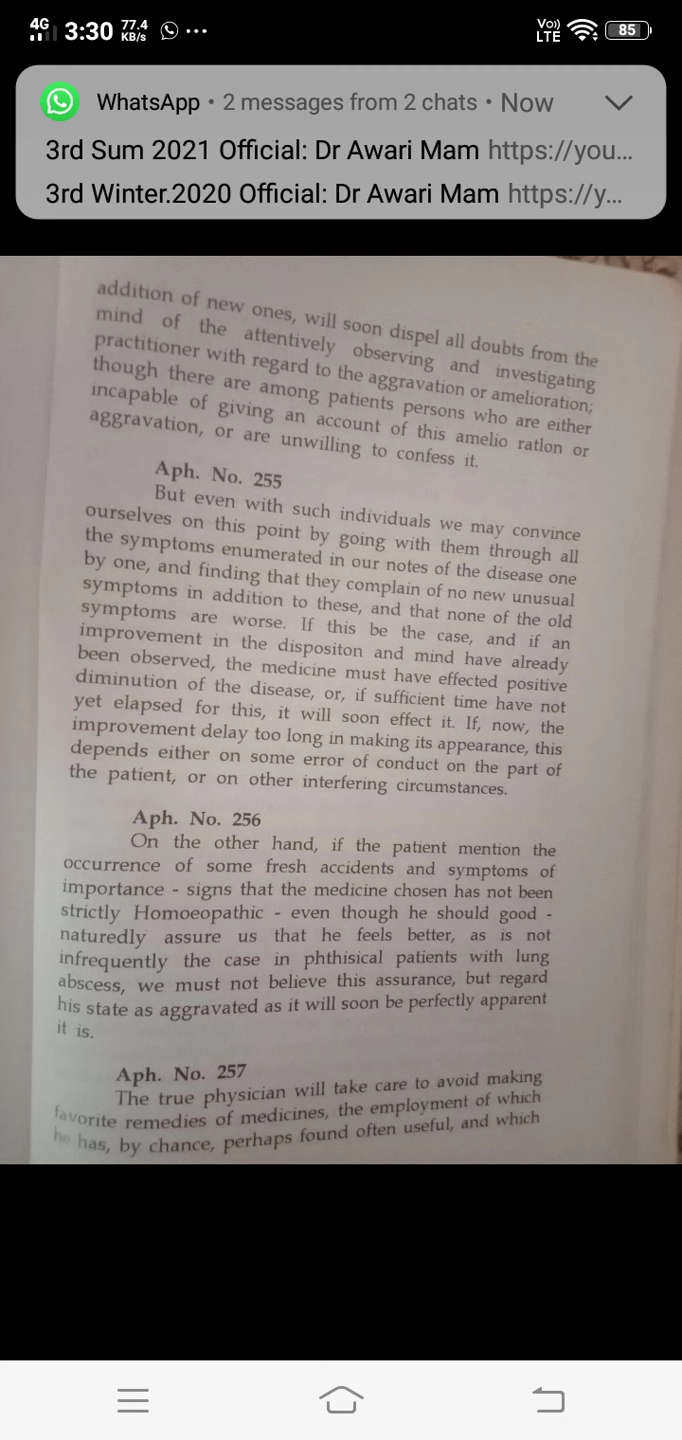 4G 3:30 77.4 KB/s ... Vo)) LTE 85
WhatsApp • 2 messages from 2 chats • Now
3rd Sum 2021 Official: Dr Awari Mam https://you...
3rd Winter.2020 Official: Dr Awari Mam https://y...
addition of new ones, will soon dispel all doubts from the
mind of the attentively observing and investigating
practitioner with regard to the aggravation or amelioration;
though there are among patients persons who are either
incapable of giving an account of this amelio ratlon or
aggravation, or are unwilling to confess it.
Aph. No. 255
But even with such individuals we may convince
ourselves on this point by going with them through all
the symptoms enumerated in our notes of the disease one
by one, and finding that they complain of no new unusual
symptoms in addition to these, and that none of the old
symptoms are worse. If this be the case, and if an
improvement in the dispositon and mind have already
been observed, the medicine must have effected positive
diminution of the disease, or, if sufficient time have not
yet elapsed for this, it will soon effect it. If, now, the
improvement delay too long in making its appearance, this
depends either on some error of conduct on the part of
the patient, or on other interfering circumstances.
Aph. No. 256
On the other hand, if the patient mention the
occurrence of some fresh accidents and symptoms of
importance - signs that the medicine chosen has not been
strictly Homoeopathic - even though he should good -
naturedly assure us that he feels better, as is not
infrequently the case in phthisical patients with lung
abscess, we must not believe this assurance, but regard
his state as aggravated as it will soon be perfectly apparent
it is.
Aph. No. 257
The true physician will take care to avoid making
favorite remedies of medicines, the employment of which
he has, by chance, perhaps found often useful, and which